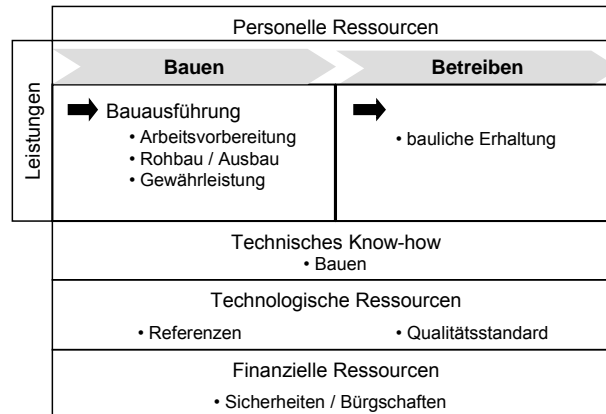 Personelle Ressourcen
Leistungen
Bauen
Betreiben
Bauausführung
• Arbeitsvorbereitung
• Rohbau / Ausbau
• Gewährleistung
• bauliche Erhaltung
Technisches Know-how
• Bauen
Technologische Ressourcen
• Referenzen • Qualitätsstandard
Finanzielle Ressourcen
• Sicherheiten / Bürgschaften